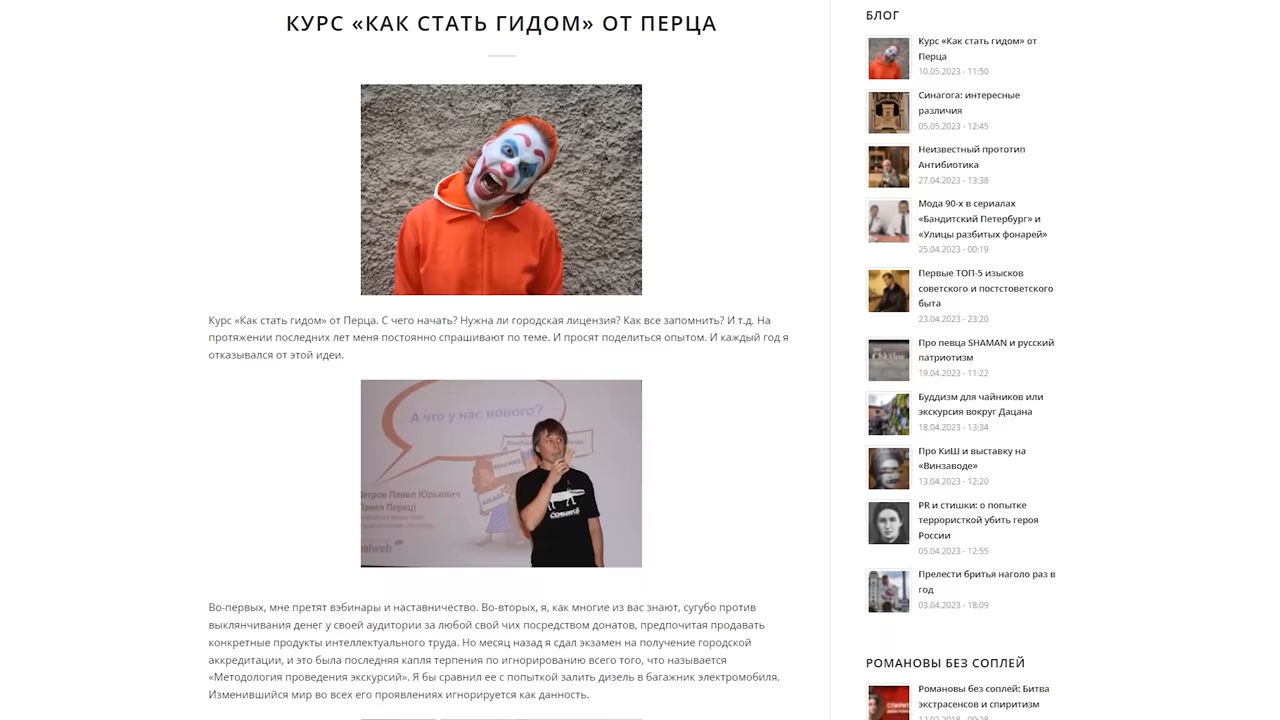 КУРС «КАК СТАТЬ ГИДОМ» ОТ ПЕРЦА
Курс «Как стать гидом» от Перца. С чего начать? Нужна ли городская лицензия? Как все запомнить? И т.д. На
протяжении последних лет меня постоянно спрашивают по теме. И просят поделиться опытом. И каждый год я
отказывался от этой идеи.
А что у нас нового?
Петров Павел Юрьевич
СОБАКОЙ
Во-первых, мне претят вэбинары и наставничество. Во-вторых, я, как многие из вас знают, сугубо против
выклянчивания денег у своей аудитории за любой свой чих посредством донатов, предпочитая продавать
конкретные продукты интеллектуального труда. Но месяц назад я сдал экзамен на получение городской
аккредитации, и это была последняя капля терпения по игнорированию всего того, что называется
«Методология проведения экскурсий». Я бы сравнил ее с попыткой залить дизель в багажник электромобиля.
Изменившийся мир во всех его проявлениях игнорируется как данность.
БЛОГ
Курс «Как стать гидом» от
Перца
10.05.2023 - 11:50
Синагога: интересные
различия
05.05.2023 - 12:45
Неизвестный прототип
Антибиотика
27.04.2023 - 13:38
Мода 90-х в сериалах
«Бандитский Петербург» и
«Улицы разбитых фонарей»
25.04.2023 - 00:19
Первые ТОП-5 изысков
советского и постстоветского
быта
23.04.2023 - 23:20
Про певца SHAMAN и русский
патриотизм
19.04.2023 - 11:22
Буддизм для чайников или
экскурсия вокруг Дацана
18.04.2023 - 13:34
Про КиШ и выставку на
«Винзаводе»
13.04.2023 - 12:20
PR и стишки: о попытке
террористкой убить героя
России
05.04.2023 - 12:55
Прелести бритья наголо раз в
год
03.04.2023 - 18:09
РОМАНОВЫ БЕЗ СОПЛЕЙ
Романовы без соплей: Битва
экстрасенсов и спиритизм